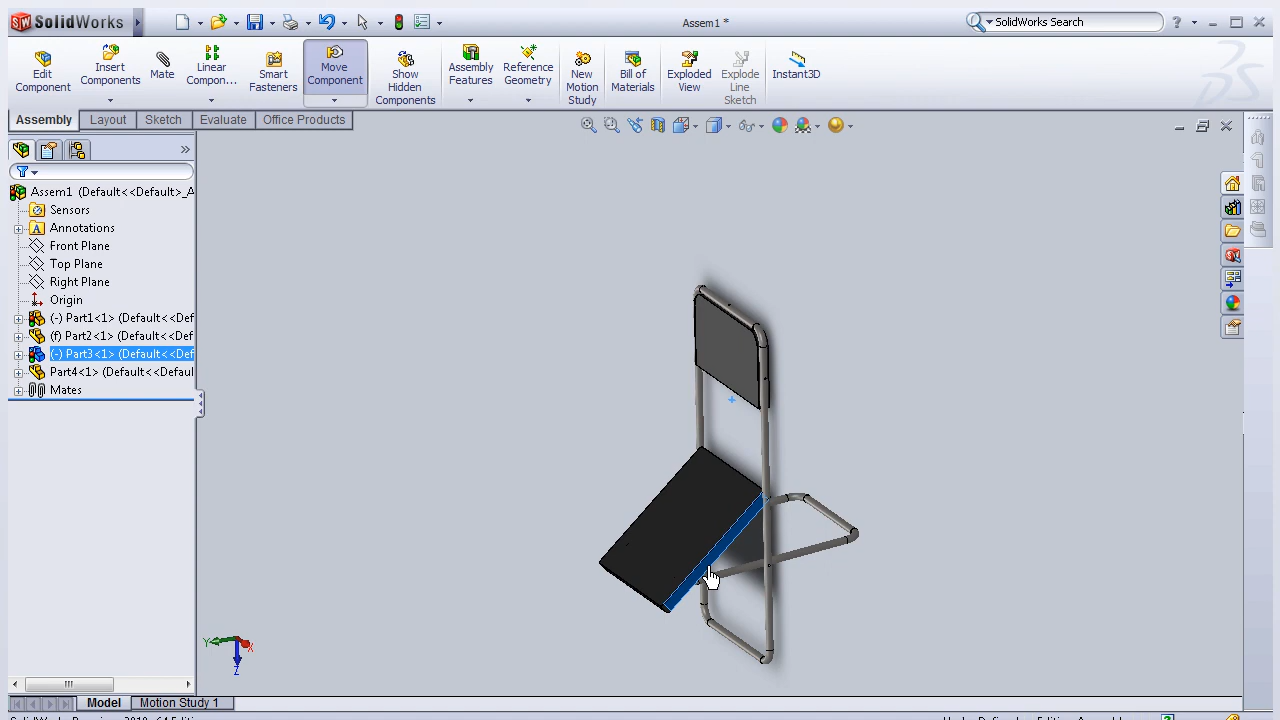 SolidWorks
Assem1 *
SolidWorks Search
Edit
Component
Insert
Components
Mate
Linear
Compon...
Smart
Fasteners
Move
Component
Show
Hidden
Components
Assembly
Features
Reference
Geometry
New
Motion
Study
Bill of
Materials
Exploded
View
Explode
Line
Sketch
Instant3D
Assembly
Layout
Sketch
Evaluate
Office Products
Assem1 (Default<<Default>_A
Sensors
Annotations
Front Plane
Top Plane
Right Plane
Origin
(-) Part1<1> (Default<<Def
(f) Part2<1> (Default<<Def
(-) Part3<1> (Default<<Def
Part4<1> (Default<<Defaul
Mates
Y
X
Z
Model
Motion Study 1